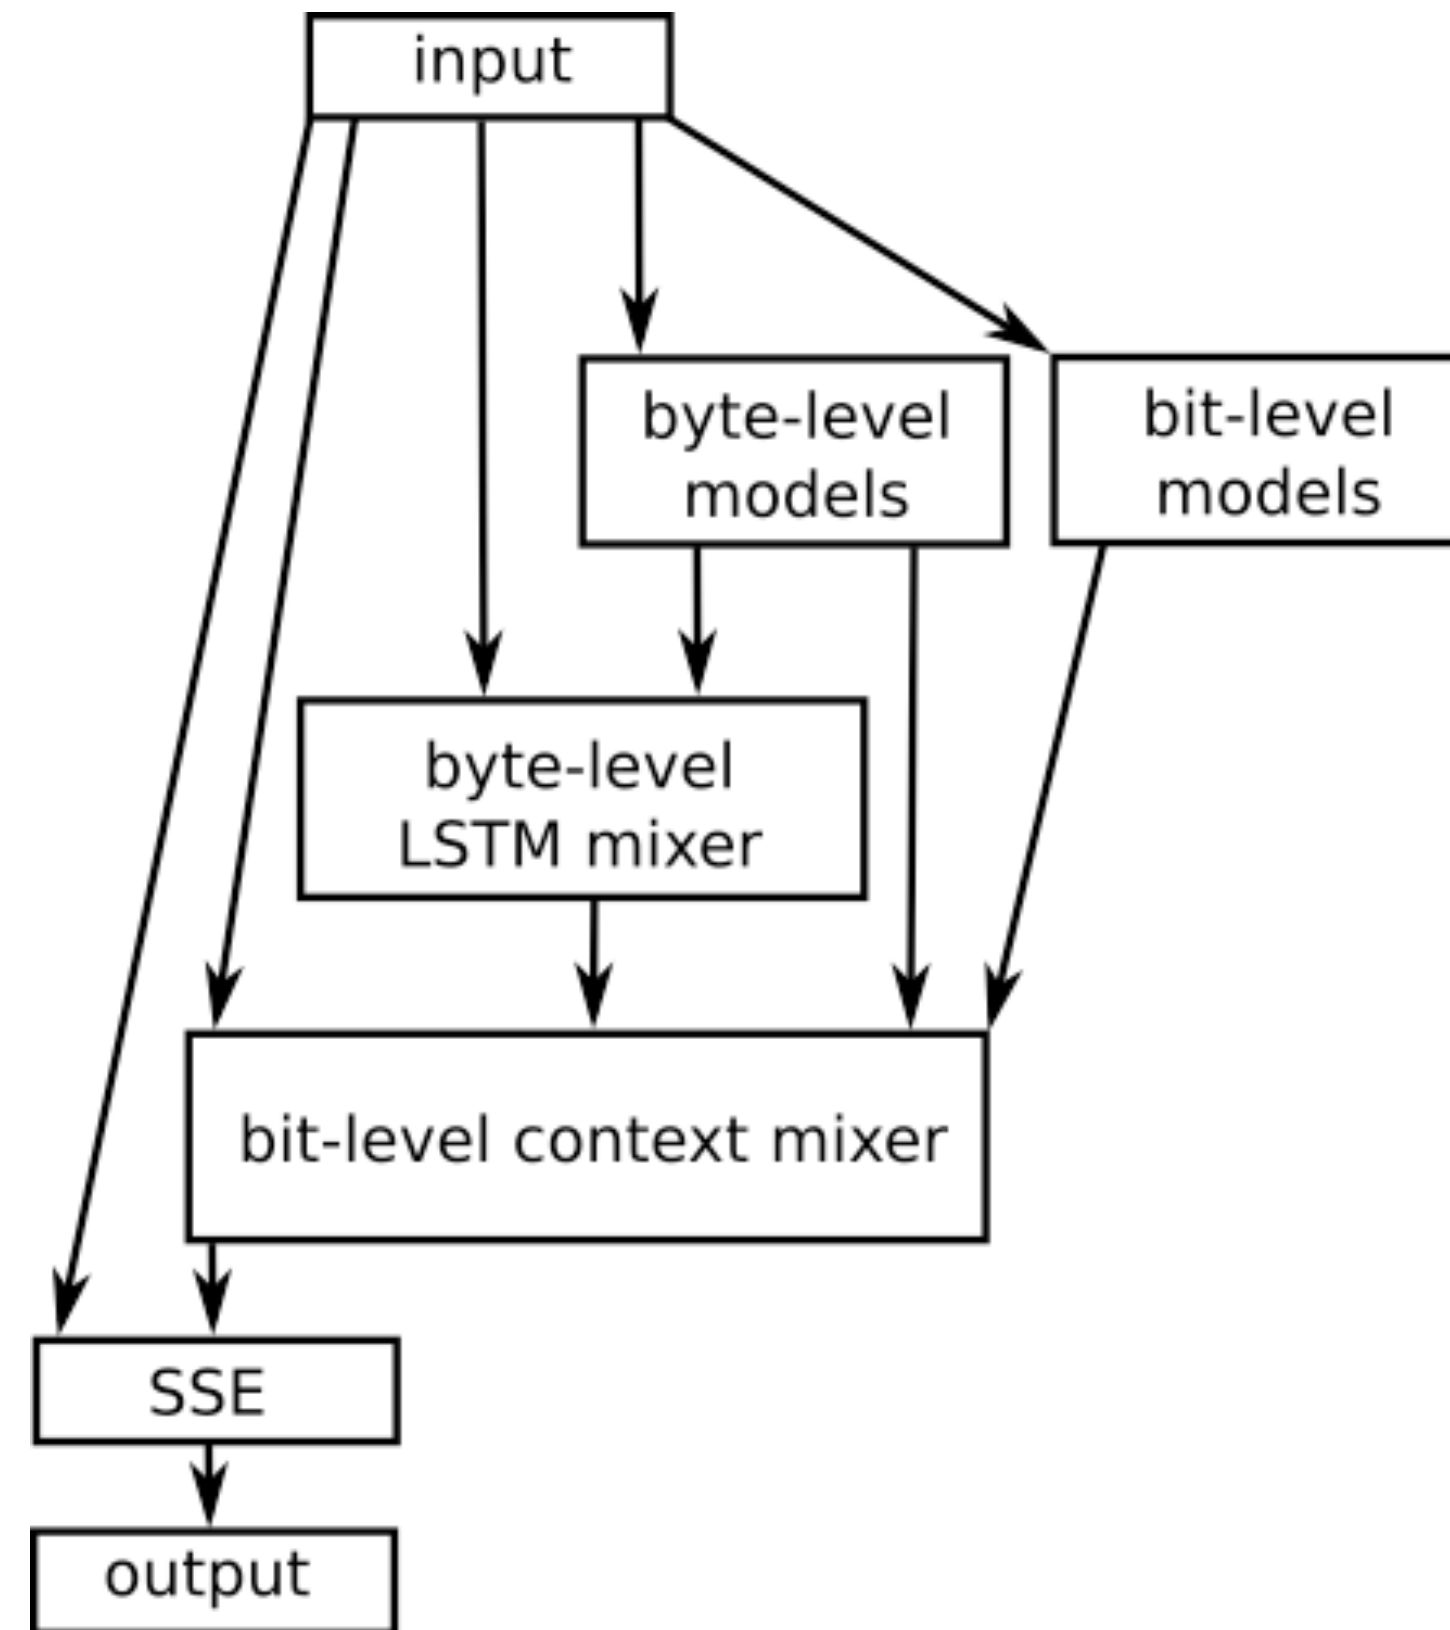 input
byte-level
models
bit-level
models
byte-level
LSTM mixer
bit-level context mixer
SSE
output